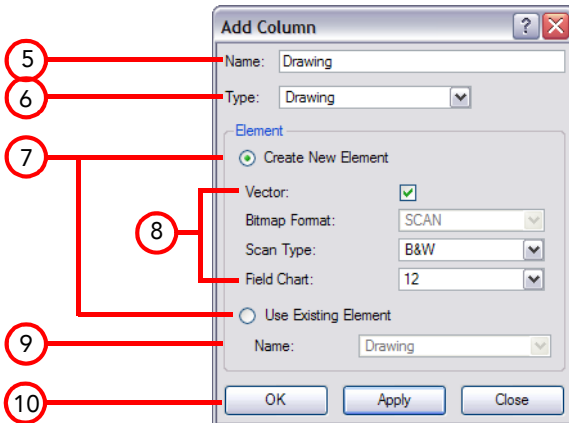 Add Column
5 Name: Drawing
6 Type: Drawing
Element
7 Create New Element
Vector:
8 Bitmap Format: SCAN
Scan Type: B&W
Field Chart: 12
Use Existing Element
9 Name: Drawing
10 OK Apply Close